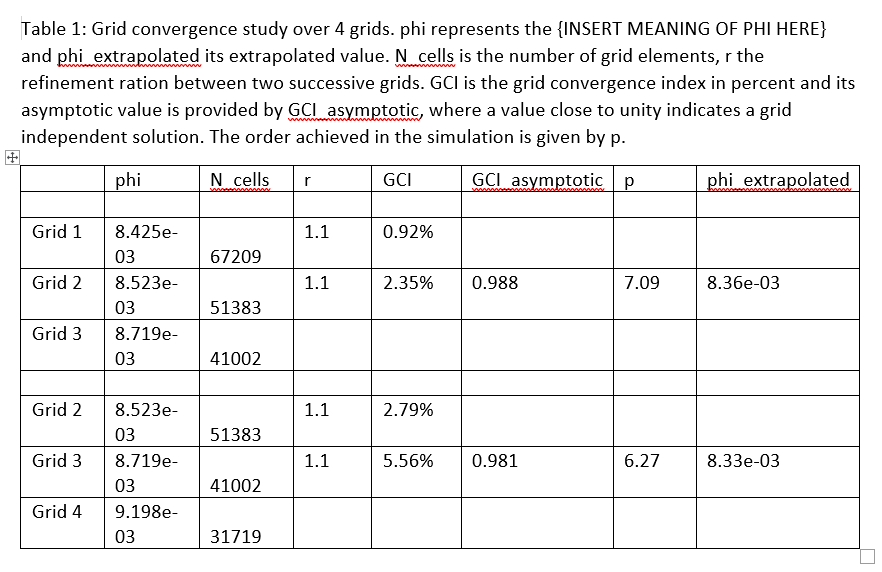 Table 1: Grid convergence study over 4 grids. phi represents the {INSERT MEANING OF PHI HERE}
and phi_extrapolated its extrapolated value. N_cells is the number of grid elements, r the
refinement ration between two successive grids. GCI is the grid convergence index in percent and its
asymptotic value is provided by GCI_asymptotic, where a value close to unity indicates a grid
independent solution. The order achieved in the simulation is given by p.
phi N_cells r GCI GCI_asymptotic p phi_extrapolated
Grid 1 8.425e- 1.1 0.92%
03 67209
Grid 2 8.523e- 1.1 2.35% 0.988 7.09 8.36e-03
03 51383
Grid 3 8.719e-
03 41002
Grid 2 8.523e- 1.1 2.79%
03 51383
Grid 3 8.719e- 1.1 5.56% 0.981 6.27 8.33e-03
03 41002
Grid 4 9.198e-
03 31719